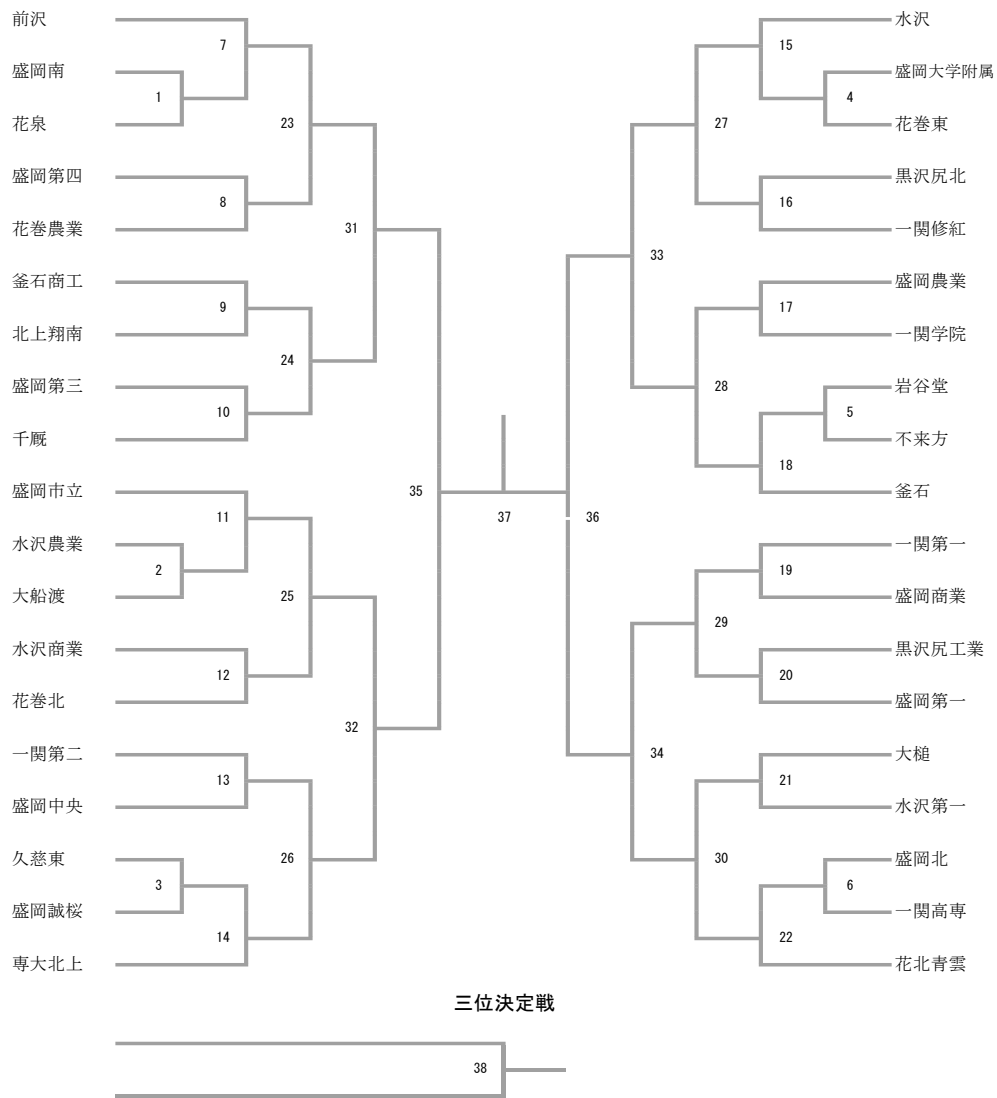 前沢
水沢
7
15
盛岡南
盛岡大学附属
1
4
花泉
花巻東
23
27
盛岡第四
黒沢尻北
8
16
花巻農業
一関修紅
31
33
釜石商工
盛岡農業
9
17
北上翔南
一関学院
24
28
盛岡第三
岩谷堂
10
5
千厩
不来方
18
盛岡市立
釜石
35
11
37
36
水沢農業
一関第一
2
19
大船渡
盛岡商業
25
29
水沢商業
黒沢尻工業
12
20
花巻北
盛岡第一
32
34
一関第二
大槌
13
21
盛岡中央
水沢第一
26
30
久慈東
盛岡北
3
6
盛岡誠桜
一関高専
14
22
専大北上
花北青雲
三位決定戦
38